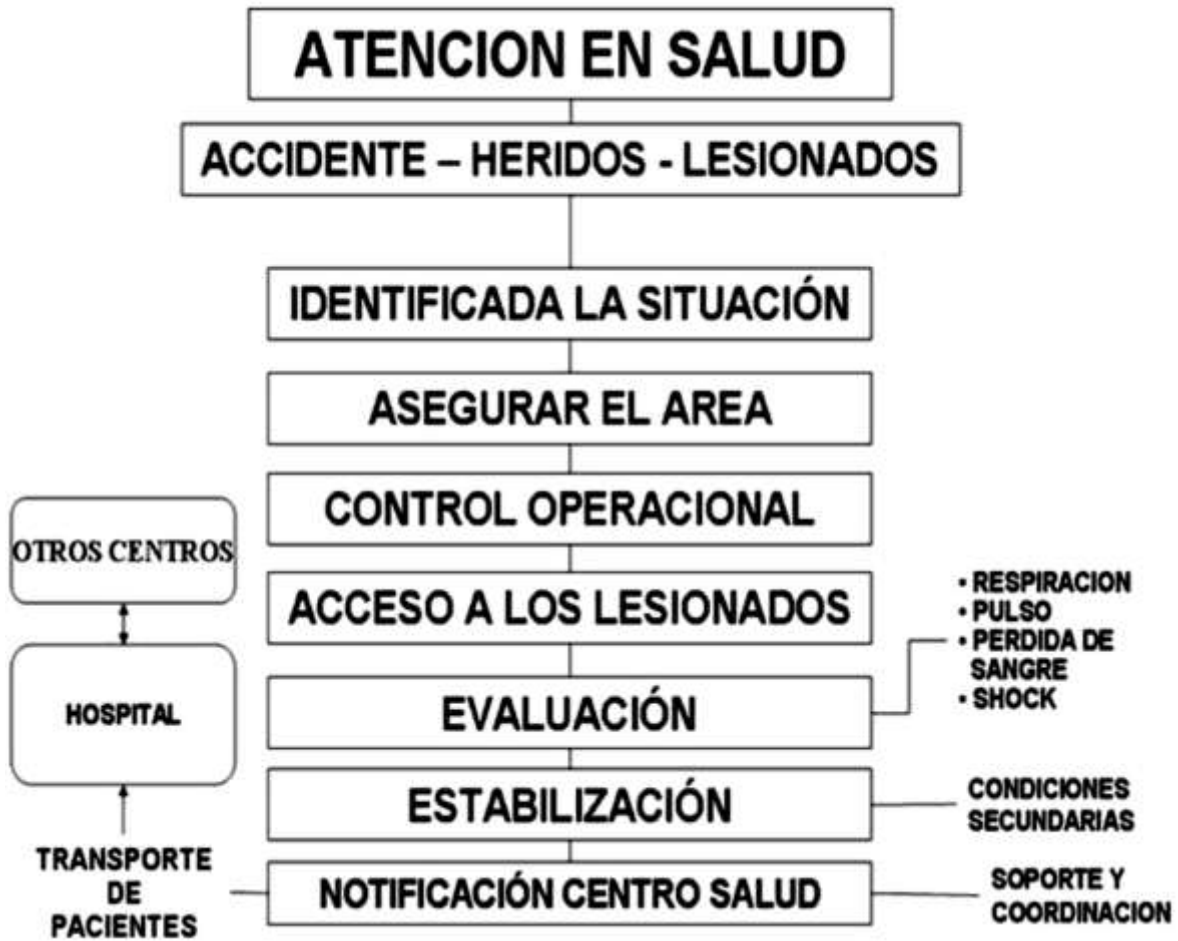 ATENCION EN SALUD
ACCIDENTE – HERIDOS - LESIONADOS
IDENTIFICADA LA SITUACIÓN
ASEGURAR EL AREA
CONTROL OPERACIONAL
ACCESO A LOS LESIONADOS
EVALUACIÓN
• RESPIRACION
• PULSO
• PERDIDA DE
SANGRE
• SHOCK
ESTABILIZACIÓN
CONDICIONES
SECUNDARIAS
NOTIFICACIÓN CENTRO SALUD
SOPORTE Y
COORDINACION
TRANSPORTE
DE
PACIENTES
HOSPITAL
OTROS CENTROS